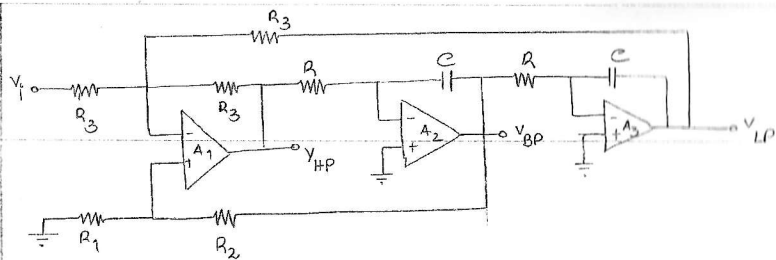 R3
C
R
C
Vi
R3
R3
R
-
A1
+
VHP
-
A2
+
VBP
-
A3
+
VLP
R1
R2